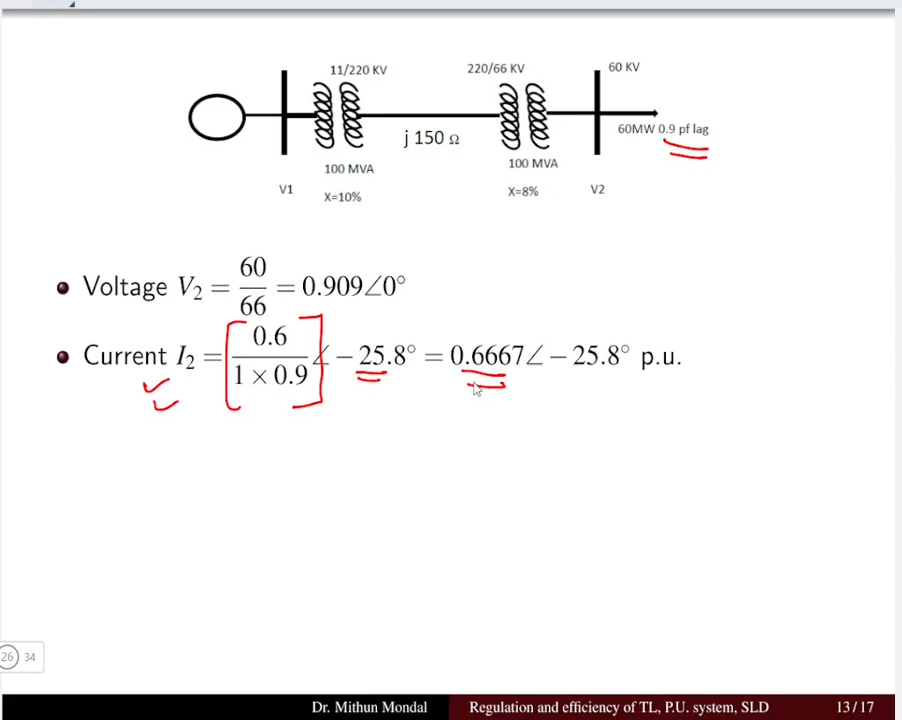 11/220 KV
220/66 KV
60 KV
j 150 Ω
60MW 0.9 pf lag
100 MVA
100 MVA
V1
X=10%
X=8%
V2
Voltage V₂ = 60/66 = 0.909∠0°
Current I₂ = [0.6/(1 × 0.9)]∠ − 25.8° = 0.6667∠ − 25.8° p.u.
26 34
Dr. Mithun Mondal Regulation and efficiency of TL, P.U. system, SLD 13/17